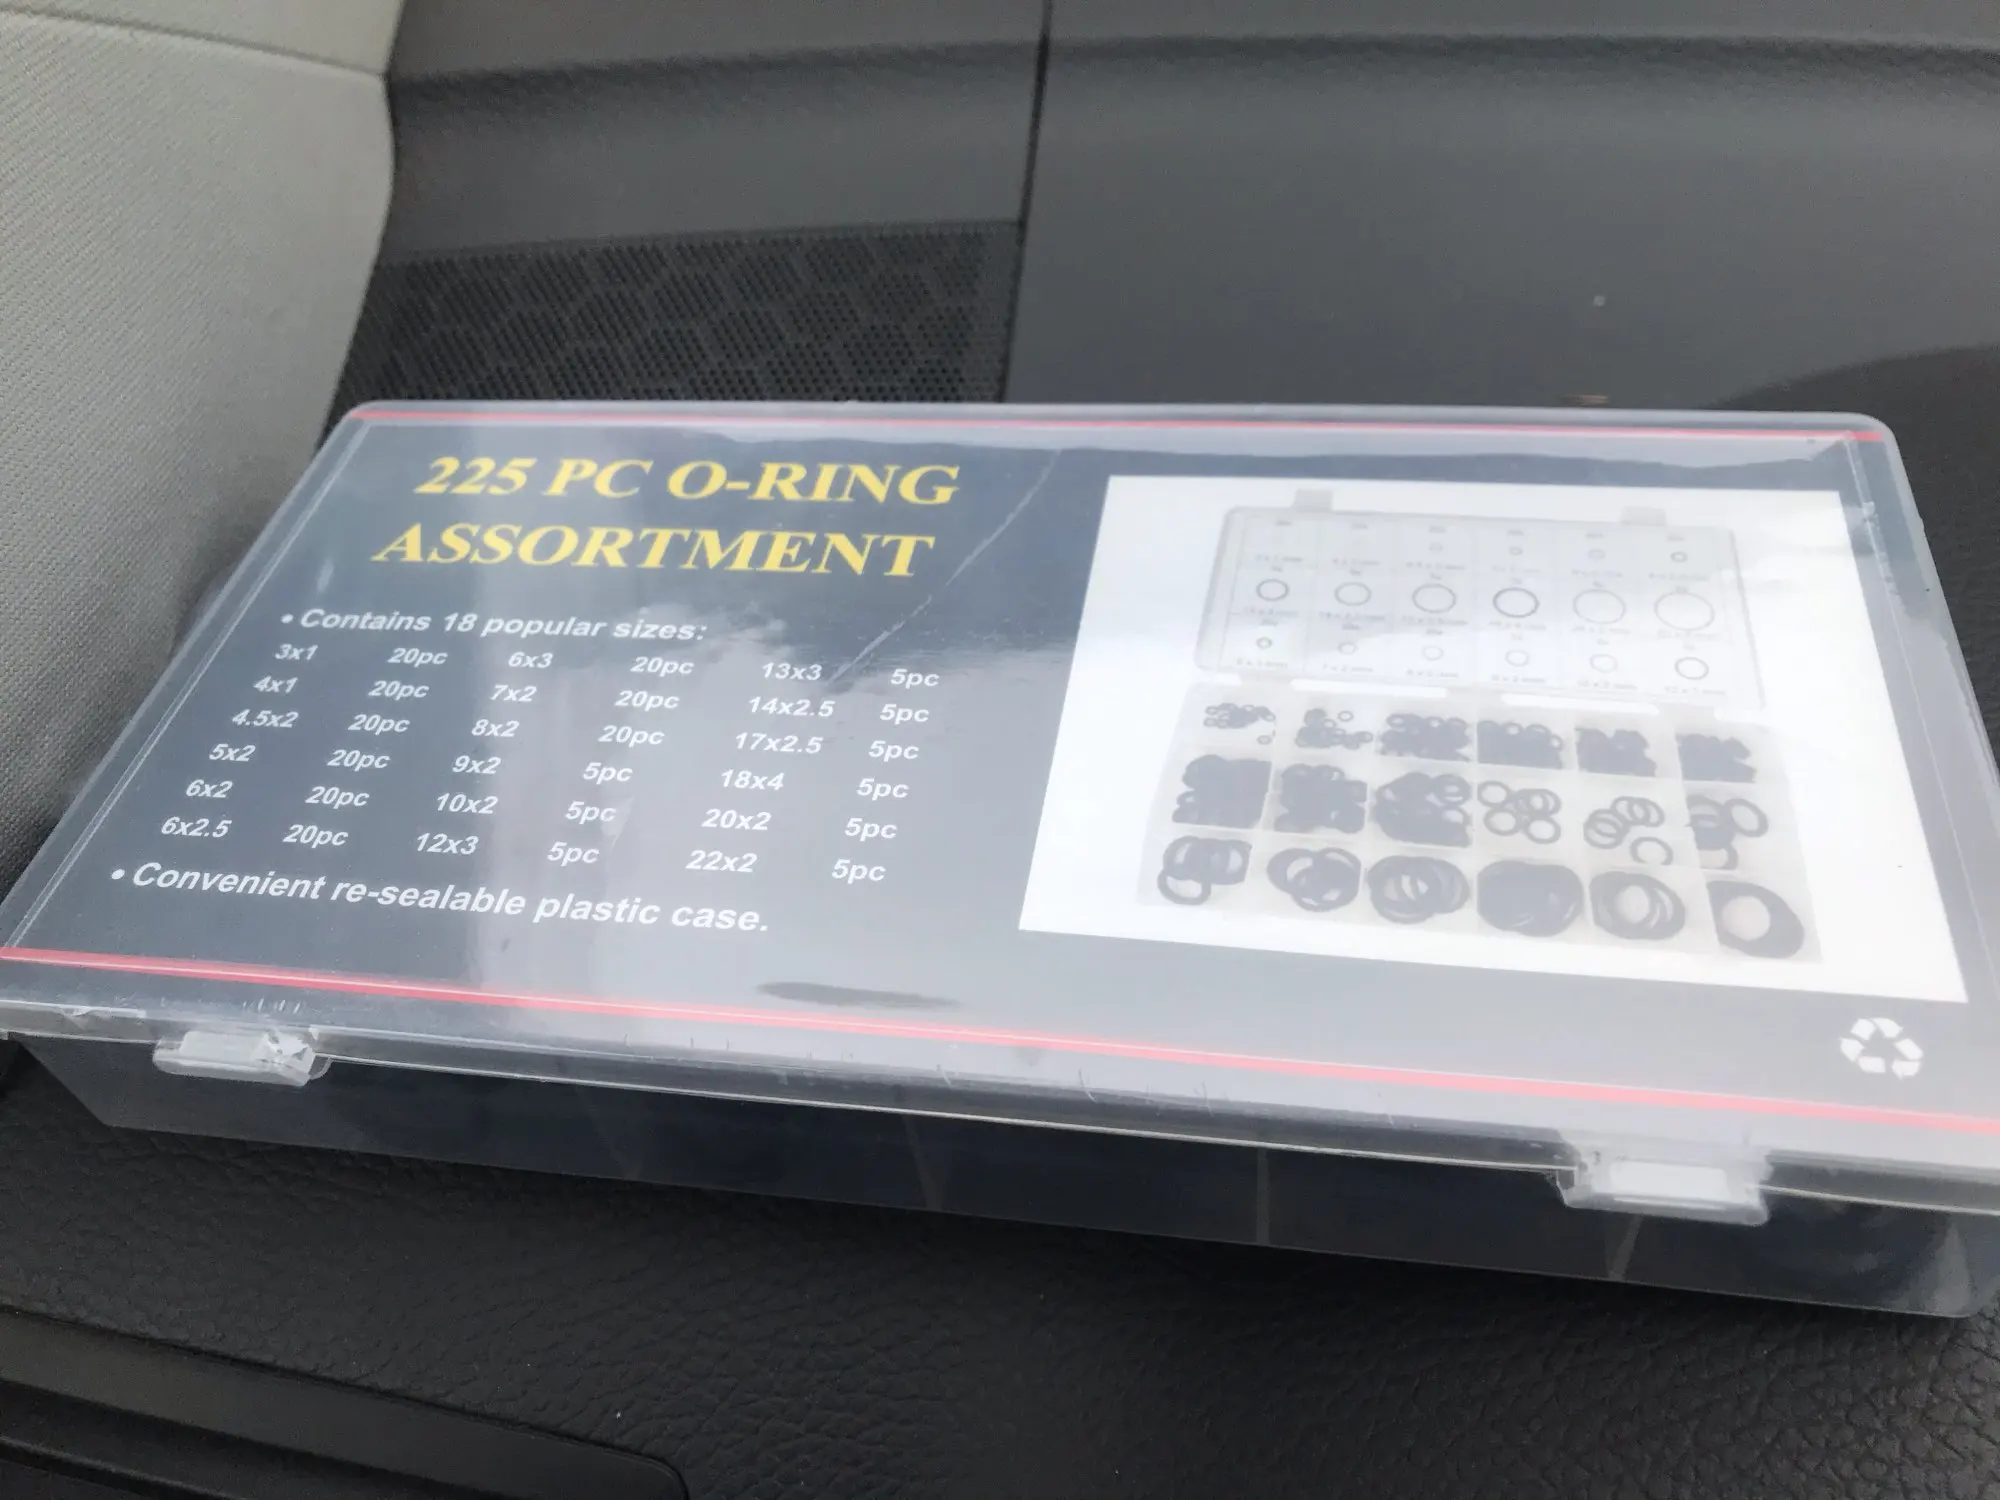 225 PC O-RING
ASSORTMENT
• Contains 18 popular sizes:
3x1 20pc 6x3 20pc 13x3 5pc
4x1 20pc 7x2 20pc 14x2.5 5pc
4.5x2 20pc 8x2 20pc 17x2.5 5pc
5x2 20pc 9x2 5pc 18x4 5pc
6x2 20pc 10x2 5pc 20x2 5pc
6x2.5 20pc 12x3 5pc 22x2 5pc
• Convenient re-sealable plastic case.